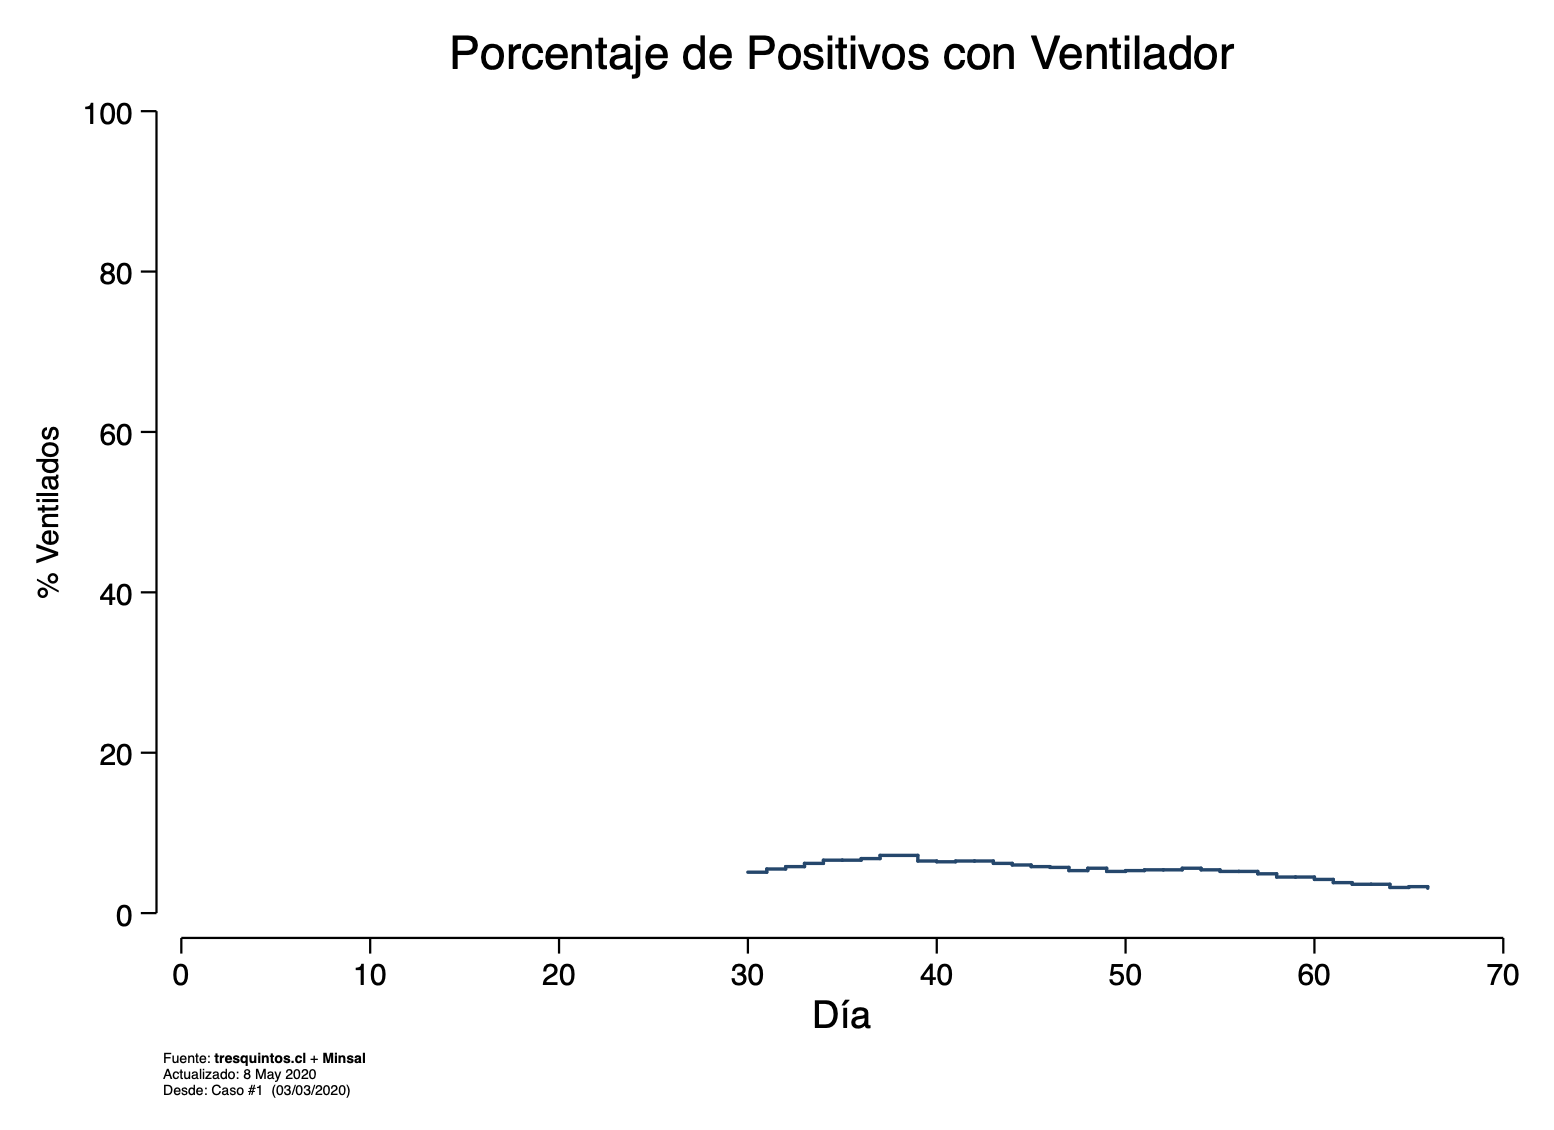 Porcentaje de Positivos con Ventilador
100
80
60
40
20
0
% Ventilados
0 10 20 30 40 50 60 70
Día
Fuente: tresquintos.cl + Minsal
Actualizado: 8 May 2020
Desde: Caso #1 (03/03/2020)